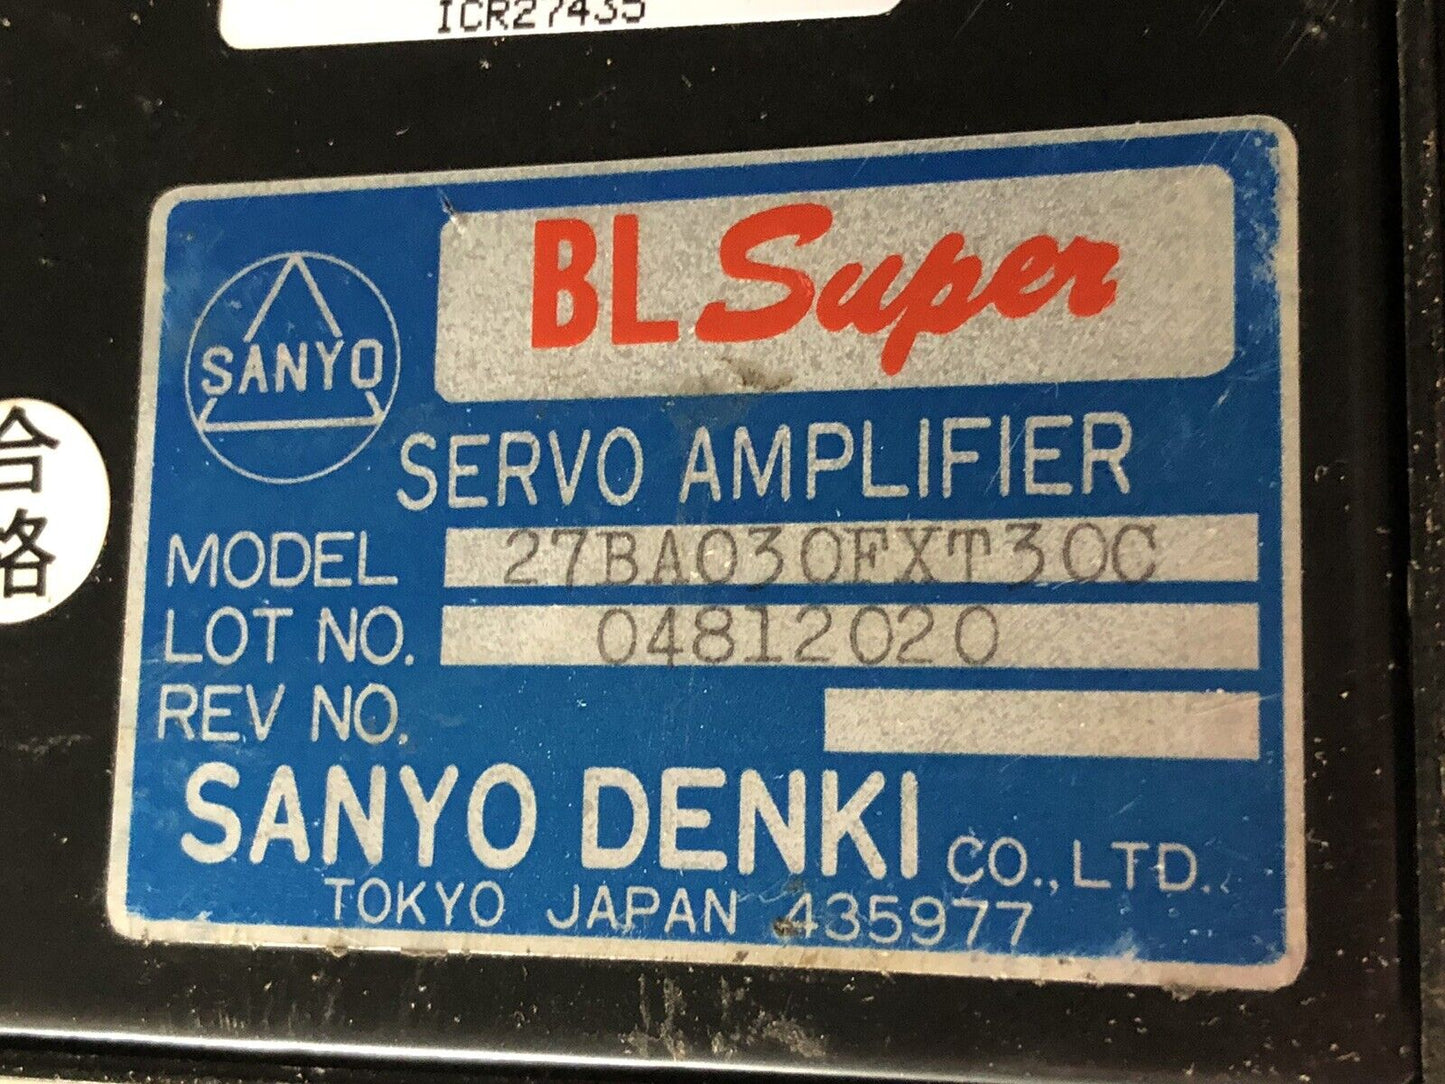 ICR27435
BL Super
SANYO
SERVO AMPLIFIER
MODEL 27BA030FXT30C
LOT NO. 04812020
REV NO.
SANYO DENKI CO., LTD.
TOKYO JAPAN 435977
合
格